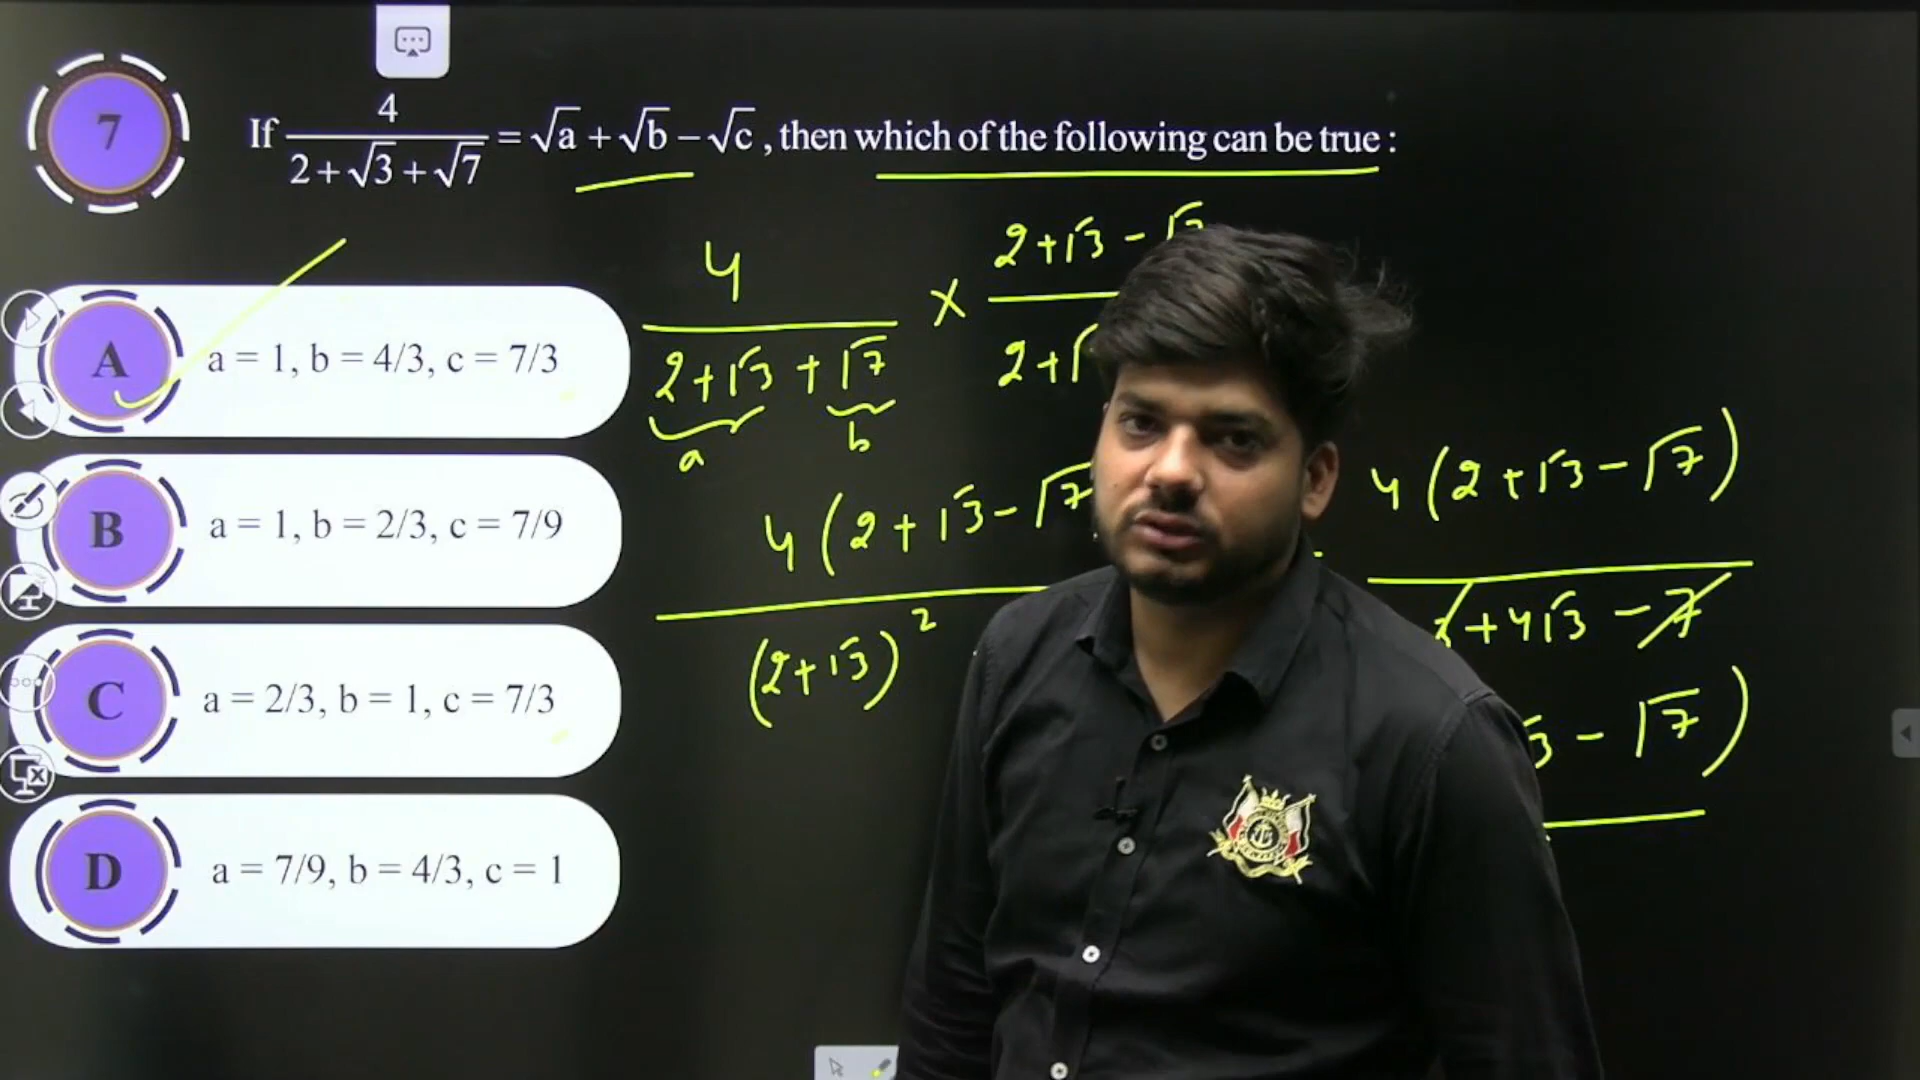 7
If 4/(2+√3+√7) = √a + √b − √c, then which of the following can be true :
A a = 1, b = 4/3, c = 7/3
B a = 1, b = 2/3, c = 7/9
C a = 2/3, b = 1, c = 7/3
D a = 7/9, b = 4/3, c = 1
4 × 2+√3 −
2+√3 + √7 2+√
a b
4 (2+√3−√7
(2+√3)²
4 (2+√3−√7)
+4√3 −7
3 − √7)